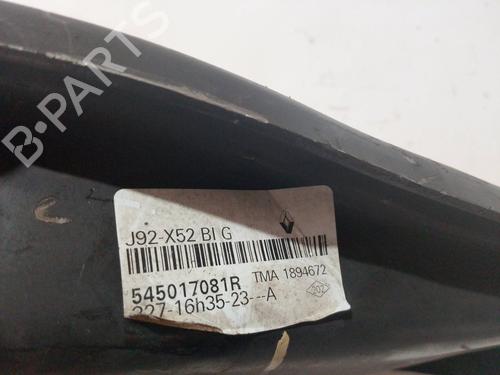 B-PARTS
J92-X52 BI G
545017081R TMA 1894672
227-16h35-23---A